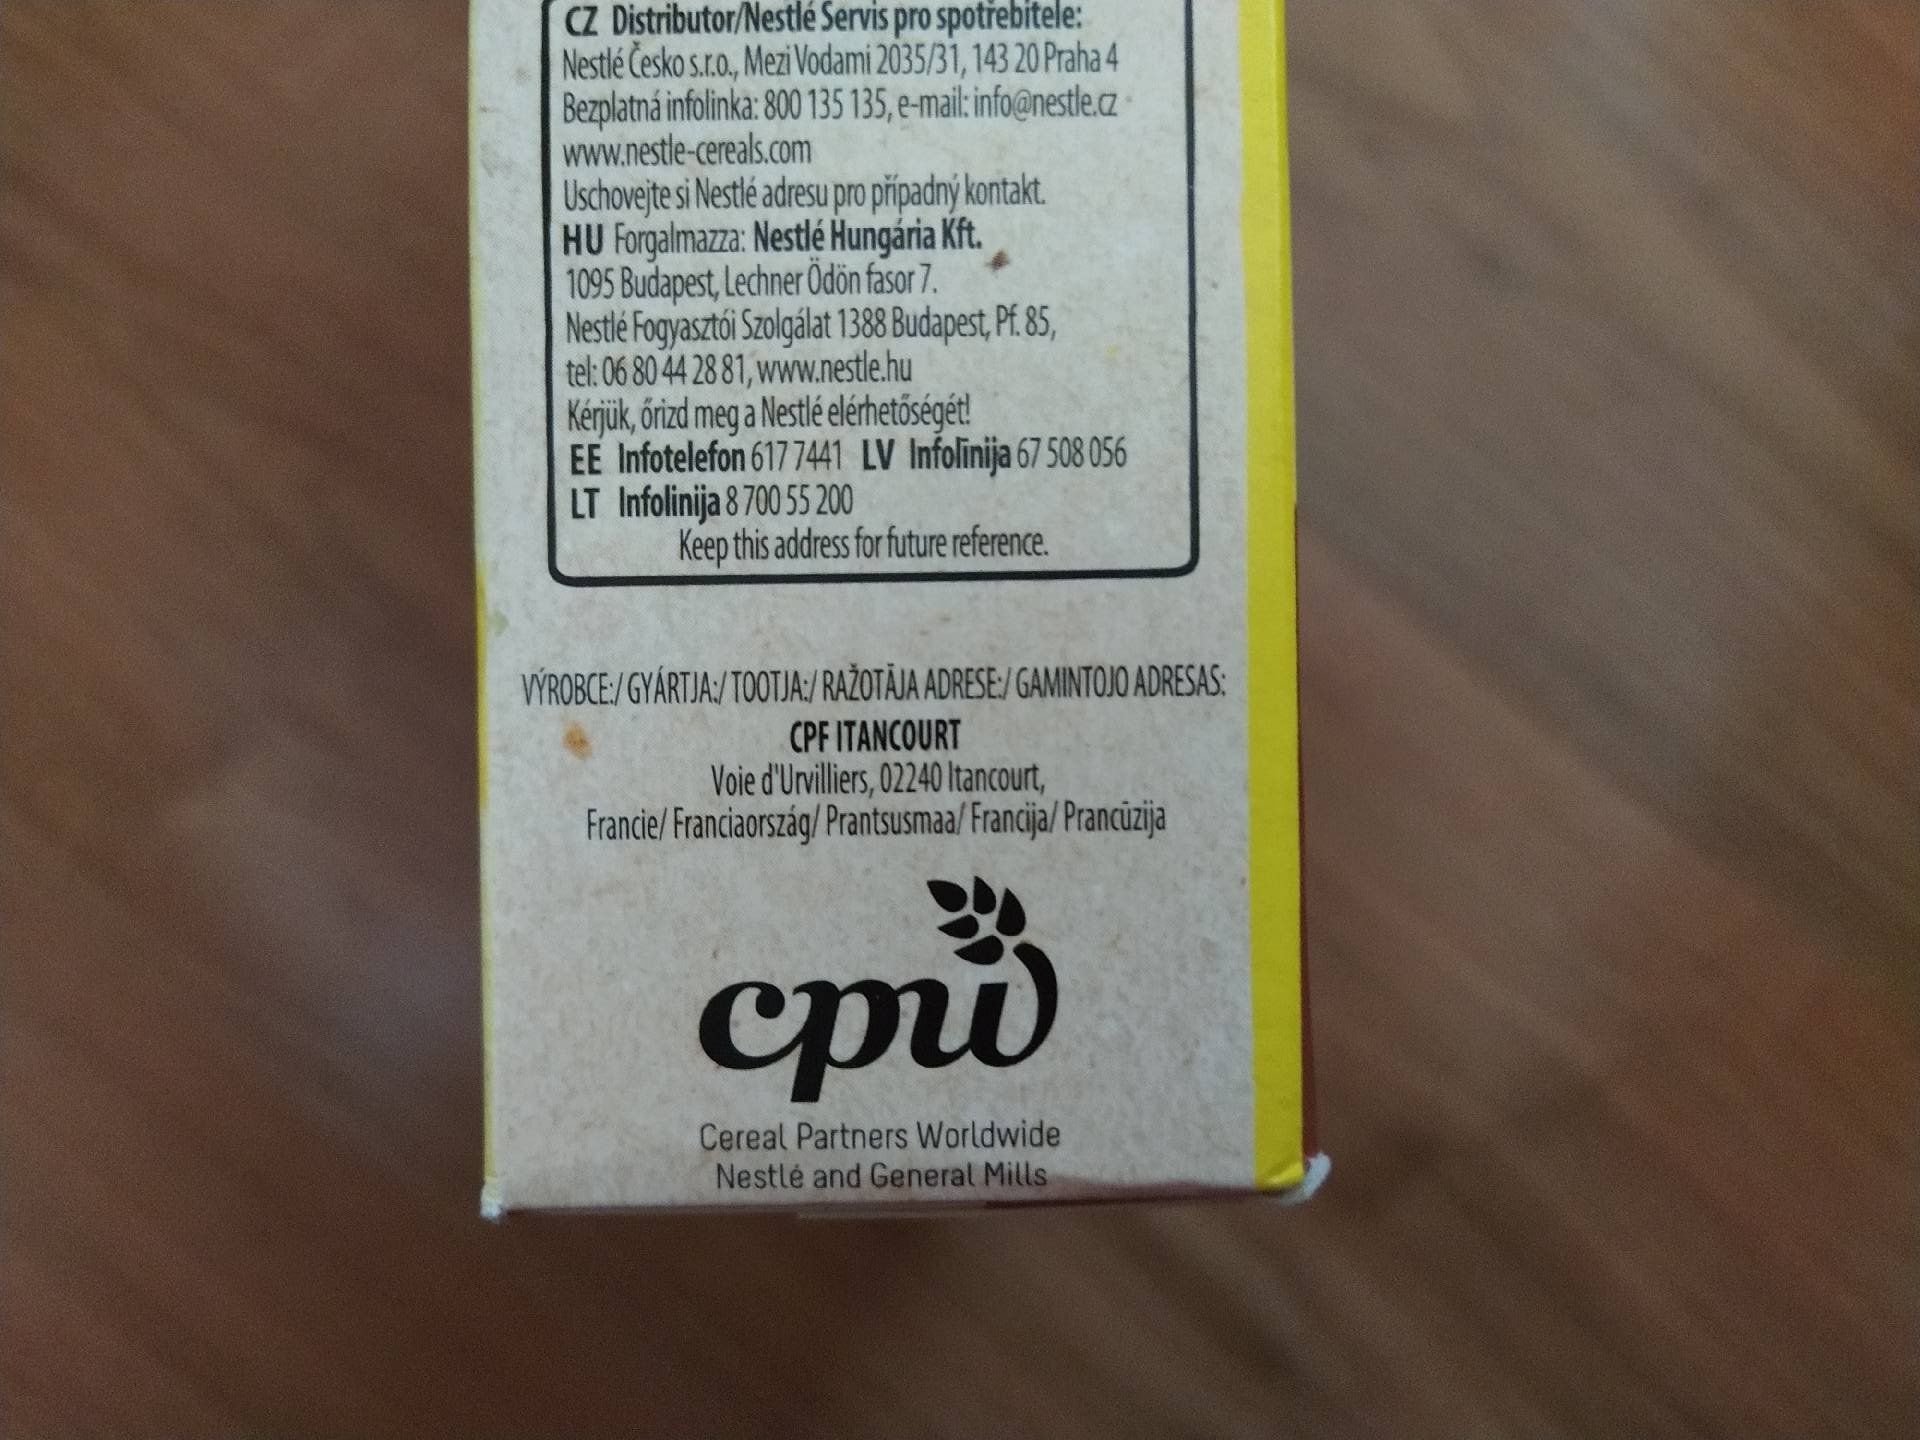 CZ Distributor/Nestlé Servis pro spotřebitele:
Nestlé Česko s.r.o., Mezi Vodami 2035/31, 143 20 Praha 4
Bezplatná infolinka: 800 135 135, e-mail: info@nestle.cz
www.nestle-cereals.com
Uschovejte si Nestlé adresu pro případný kontakt.
HU Forgalmazza: Nestlé Hungária Kft.
1095 Budapest, Lechner Ödön fasor 7.
Nestlé Fogyasztói Szolgálat 1388 Budapest, Pf. 85,
tel: 06 80 44 28 81, www.nestle.hu
Kérjük, őrizd meg a Nestlé elérhetőségét!
EE Infotelefon 617 7441 LV Infolīnija 67 508 056
LT Infolinija 8 700 55 200
Keep this address for future reference.
VÝROBCE:/ GYÁRTJA:/ TOOTJA:/ RAŽOTĀJA ADRESE:/ GAMINTOJO ADRESAS:
CPF ITANCOURT
Voie d'Urvilliers, 02240 Itancourt,
Francie/ Franciaország/ Prantsusmaa/ Francija/ Prancūzija
cpw
Cereal Partners Worldwide
Nestlé and General Mills